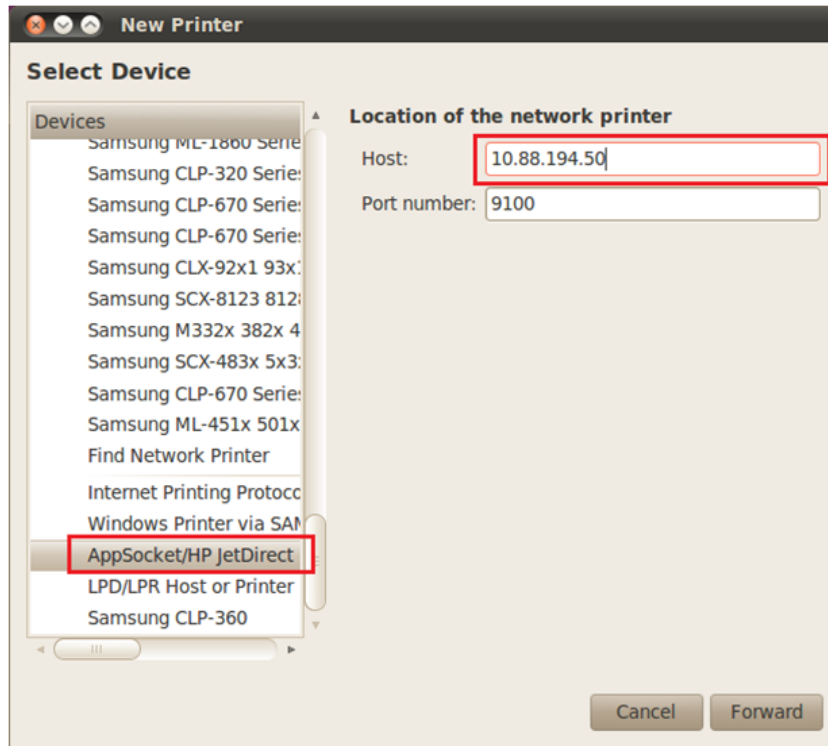 New Printer
Select Device
Devices
Samsung ML-1860 Serie
Samsung CLP-320 Serie
Samsung CLP-670 Serie
Samsung CLP-670 Serie
Samsung CLX-92x1 93x
Samsung SCX-8123 812
Samsung M332x 382x 4
Samsung SCX-483x 5x3
Samsung CLP-670 Serie
Samsung ML-451x 501x
Find Network Printer
Internet Printing Protoco
Windows Printer via SAM
AppSocket/HP JetDirect
LPD/LPR Host or Printer
Samsung CLP-360
Location of the network printer
Host: 10.88.194.50
Port number: 9100
Cancel Forward